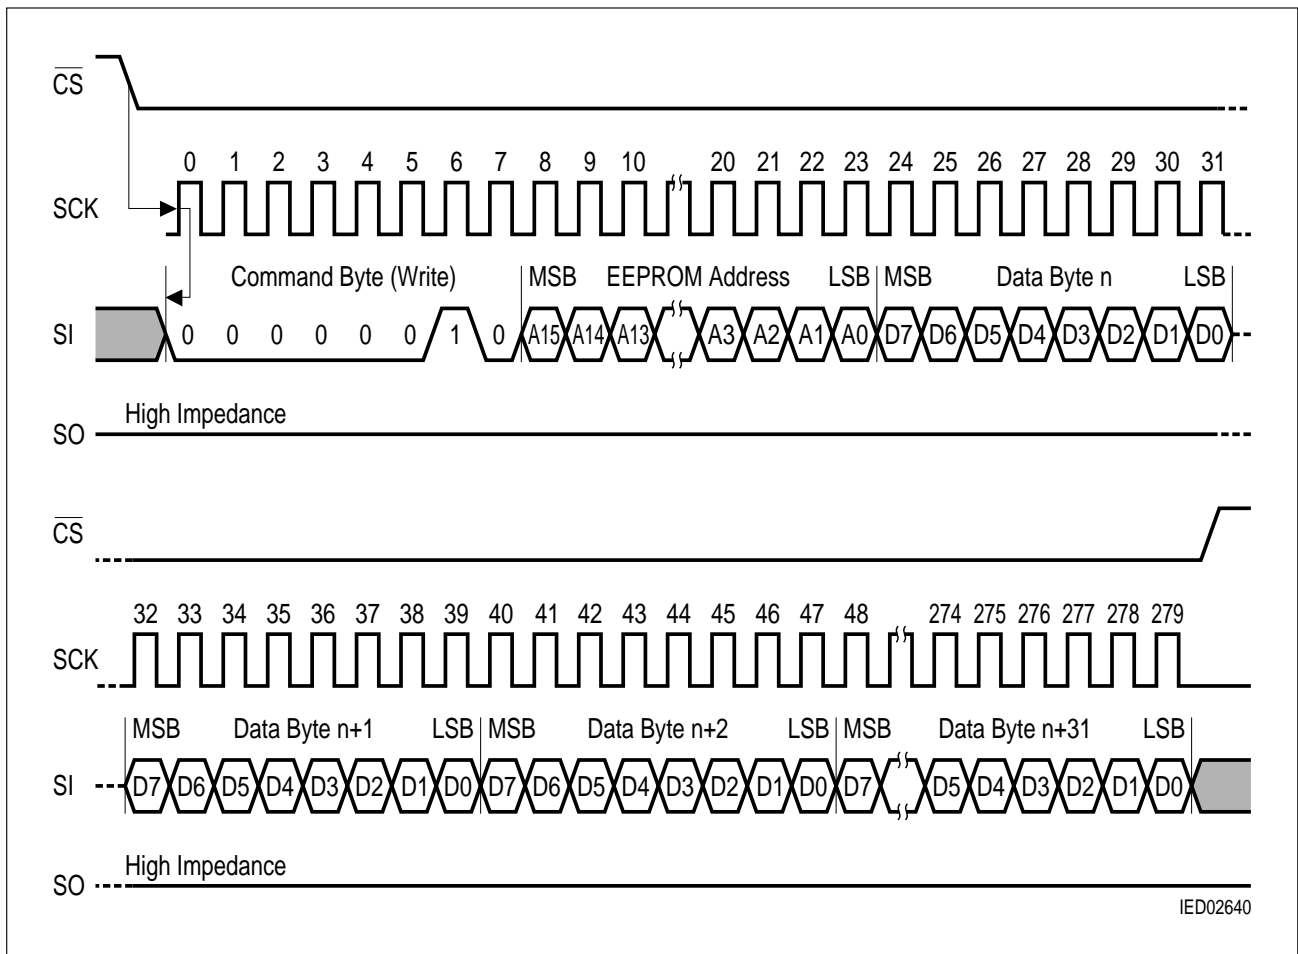 CS
0 1 2 3 4 5 6 7 8 9 10 20 21 22 23 24 25 26 27 28 29 30 31
SCK
Command Byte (Write) MSB EEPROM Address LSB MSB Data Byte n LSB
SI 0 0 0 0 0 0 1 0 A15 A14 A13 A3 A2 A1 A0 D7 D6 D5 D4 D3 D2 D1 D0
High Impedance
SO
CS
32 33 34 35 36 37 38 39 40 41 42 43 44 45 46 47 48 274 275 276 277 278 279
SCK
MSB Data Byte n+1 LSB MSB Data Byte n+2 LSB MSB Data Byte n+31 LSB
SI D7 D6 D5 D4 D3 D2 D1 D0 D7 D6 D5 D4 D3 D2 D1 D0 D7 D5 D4 D3 D2 D1 D0
High Impedance
SO
IED02640